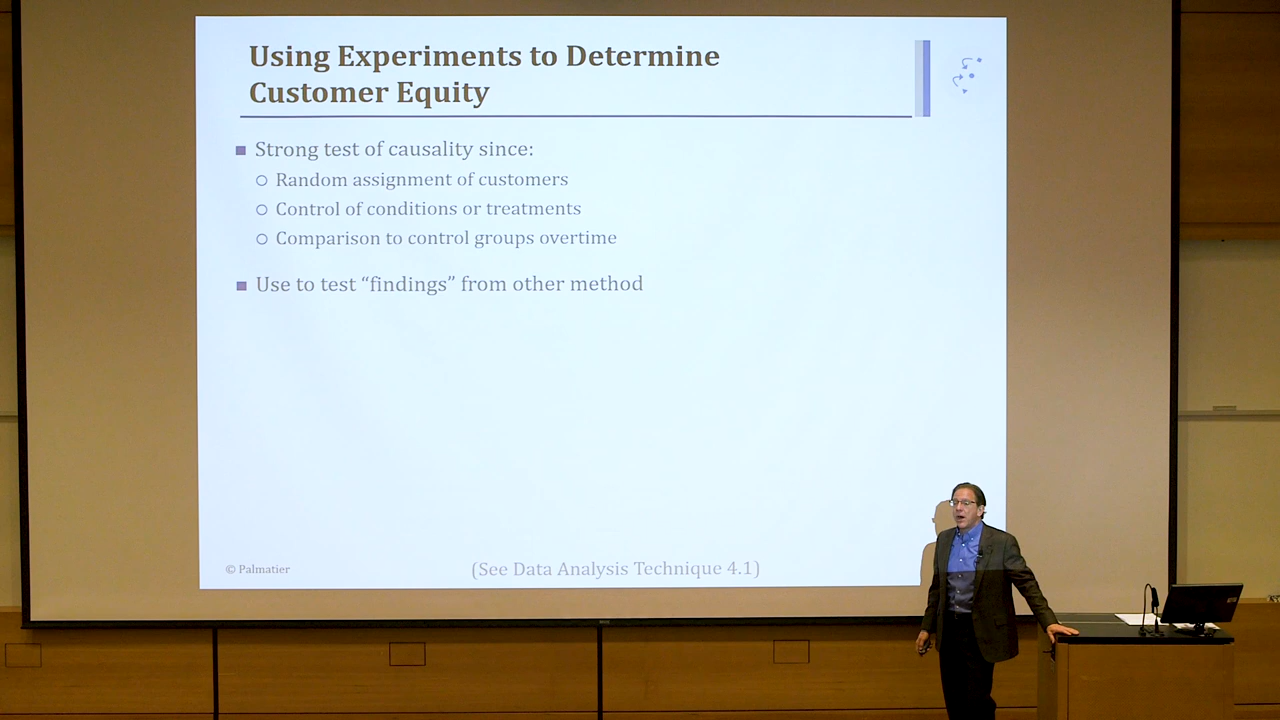 Using Experiments to Determine
Customer Equity
Strong test of causality since:
Random assignment of customers
Control of conditions or treatments
Comparison to control groups overtime
Use to test “findings” from other method
© Palmatier
(See Data Analysis Technique 4.1)